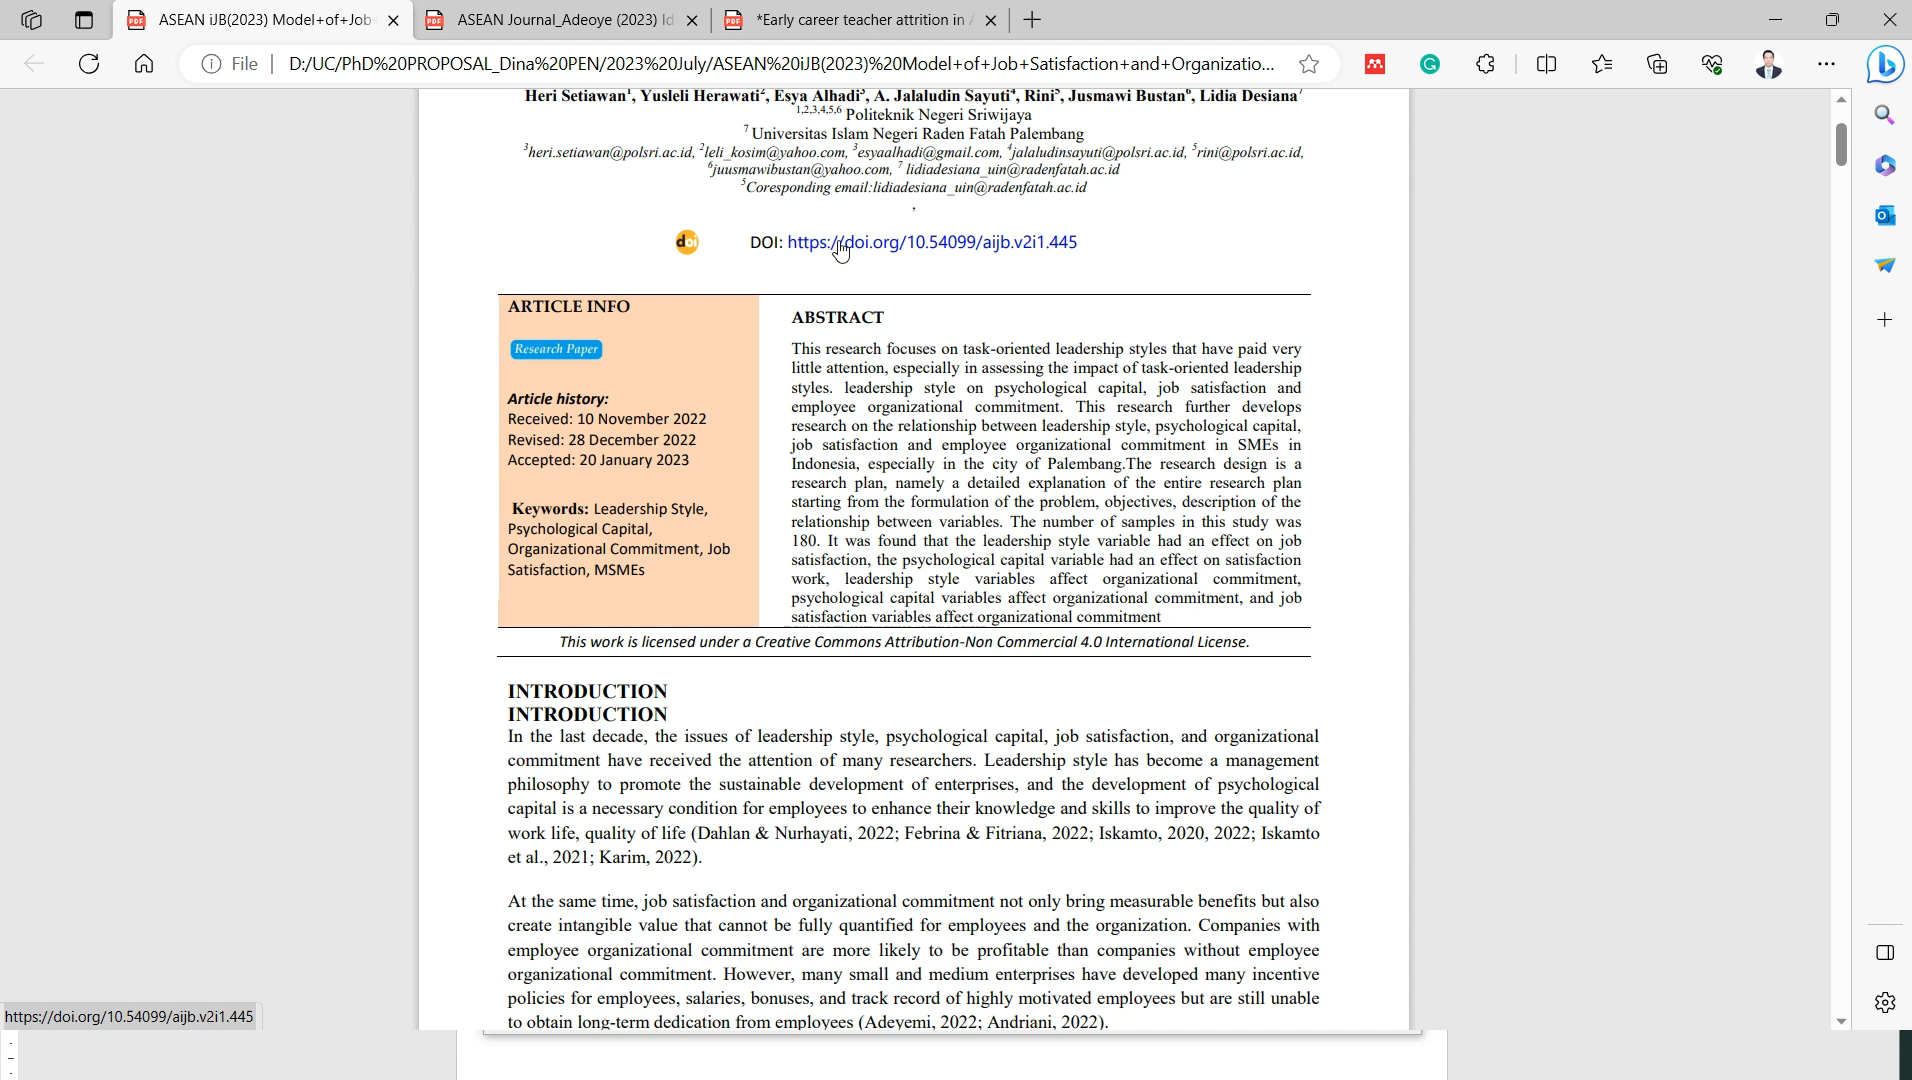 ASEAN iJB(2023) Model+of+Job-
ASEAN Journal_Adeoye (2023) Id
*Early career teacher attrition in A
File
D:/UC/PhD%20PROPOSAL_Dina%20PEN/2023%20July/ASEAN%20iJB(2023)%20Model+of+Job+Satisfaction+and+Organizatio...
Heri Setiawan¹, Yusleli Herawati², Esya Alhadi³, A. Jalaludin Sayuti⁴, Rini⁵, Jusmawi Bustan⁶, Lidia Desiana⁷
1,2,3,4,5,6 Politeknik Negeri Sriwijaya
⁷ Universitas Islam Negeri Raden Fatah Palembang
³heri.setiawan@polsri.ac.id, ²leli_kosim@yahoo.com, ³esyaalhadi@gmail.com, ⁴jalaludinsayuti@polsri.ac.id, ⁵rini@polsri.ac.id,
⁶juusmawibustan@yahoo.com, ⁷ lidiadesiana_uin@radenfatah.ac.id
⁵Coresponding email:lidiadesiana_uin@radenfatah.ac.id
,
doi
DOI: https://doi.org/10.54099/aijb.v2i1.445
ARTICLE INFO
Research Paper
Article history:
Received: 10 November 2022
Revised: 28 December 2022
Accepted: 20 January 2023
Keywords: Leadership Style,
Psychological Capital,
Organizational Commitment, Job
Satisfaction, MSMEs
ABSTRACT
This research focuses on task-oriented leadership styles that have paid very
little attention, especially in assessing the impact of task-oriented leadership
styles. leadership style on psychological capital, job satisfaction and
employee organizational commitment. This research further develops
research on the relationship between leadership style, psychological capital,
job satisfaction and employee organizational commitment in SMEs in
Indonesia, especially in the city of Palembang.The research design is a
research plan, namely a detailed explanation of the entire research plan
starting from the formulation of the problem, objectives, description of the
relationship between variables. The number of samples in this study was
180. It was found that the leadership style variable had an effect on job
satisfaction, the psychological capital variable had an effect on satisfaction
work, leadership style variables affect organizational commitment,
psychological capital variables affect organizational commitment, and job
satisfaction variables affect organizational commitment
This work is licensed under a Creative Commons Attribution-Non Commercial 4.0 International License.
INTRODUCTION
INTRODUCTION
In the last decade, the issues of leadership style, psychological capital, job satisfaction, and organizational
commitment have received the attention of many researchers. Leadership style has become a management
philosophy to promote the sustainable development of enterprises, and the development of psychological
capital is a necessary condition for employees to enhance their knowledge and skills to improve the quality of
work life, quality of life (Dahlan & Nurhayati, 2022; Febrina & Fitriana, 2022; Iskamto, 2020, 2022; Iskamto
et al., 2021; Karim, 2022).
At the same time, job satisfaction and organizational commitment not only bring measurable benefits but also
create intangible value that cannot be fully quantified for employees and the organization. Companies with
employee organizational commitment are more likely to be profitable than companies without employee
organizational commitment. However, many small and medium enterprises have developed many incentive
policies for employees, salaries, bonuses, and track record of highly motivated employees but are still unable
to obtain long-term dedication from employees (Adeyemi, 2022; Andriani, 2022).
https://doi.org/10.54099/aijb.v2i1.445